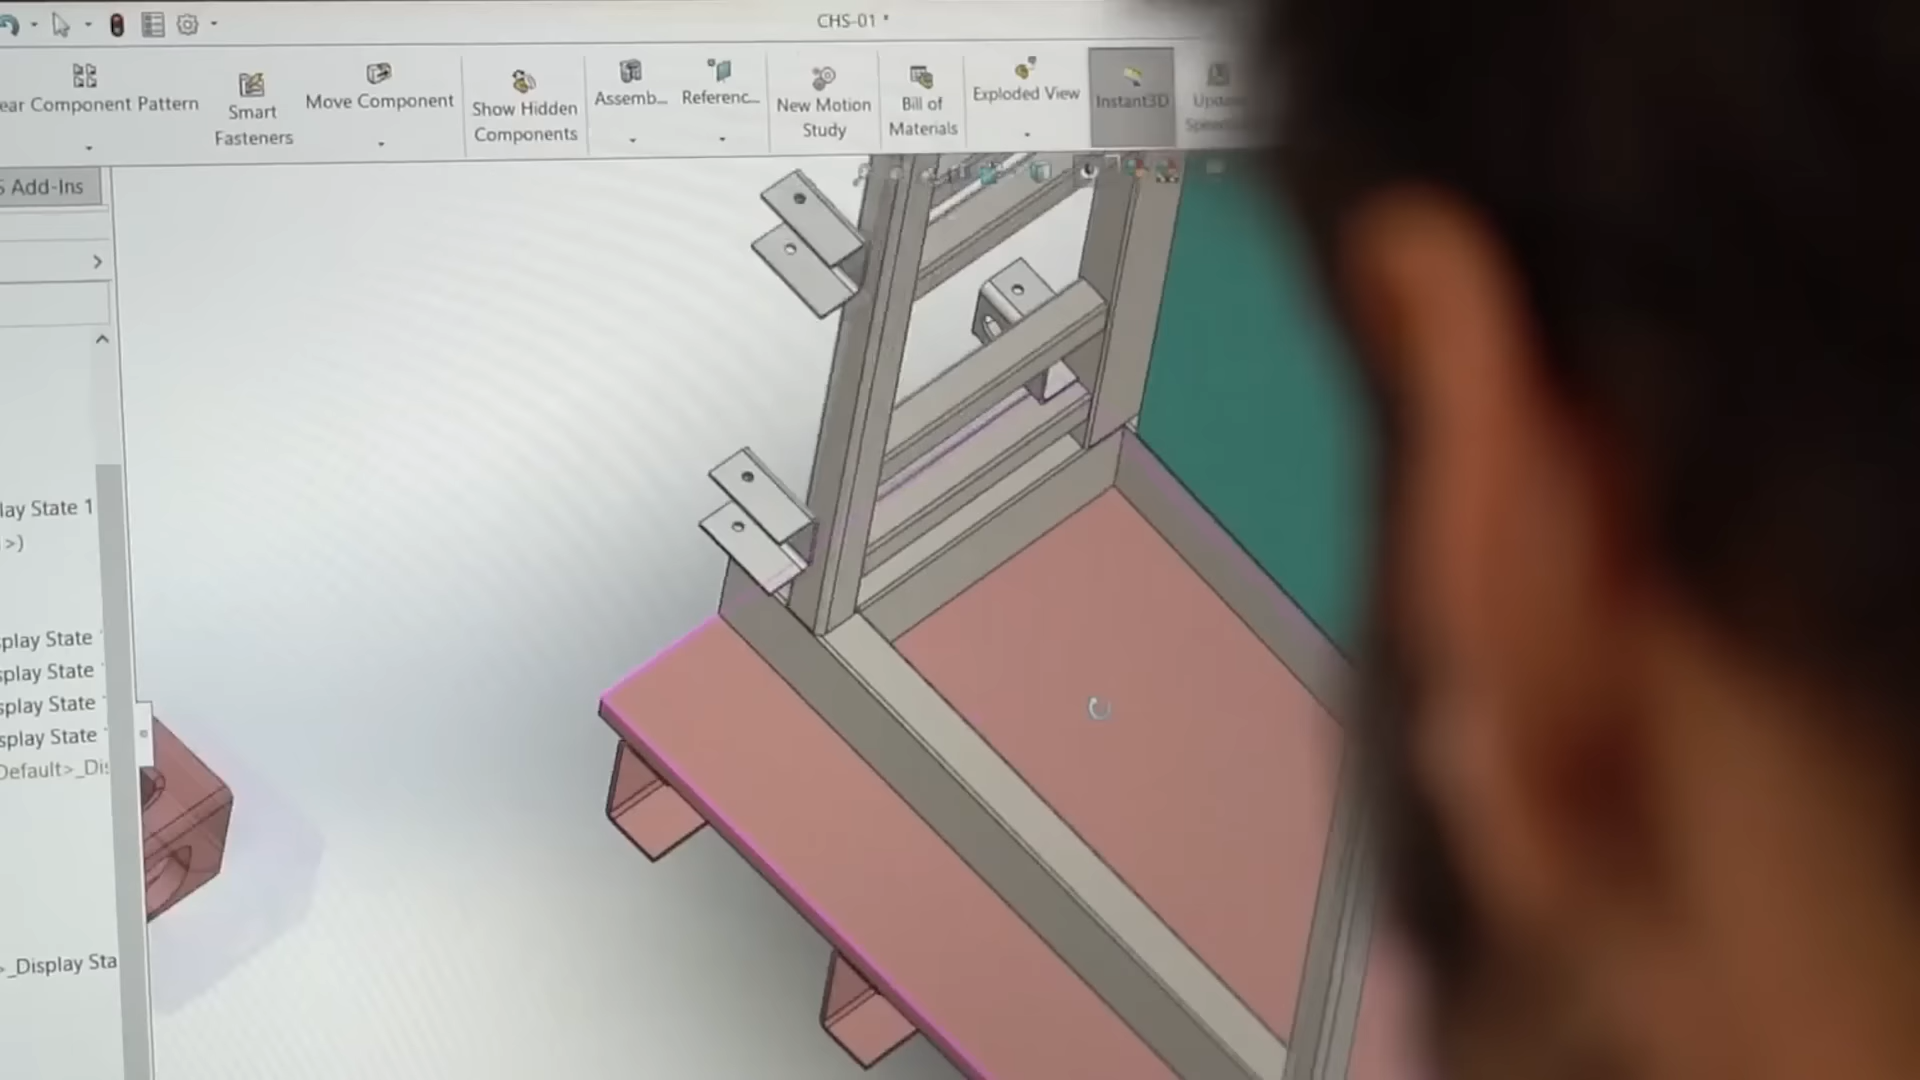 CHS-01 *
ear Component Pattern
Smart
Fasteners
Move Component
Show Hidden
Components
Assemb...
Referenc...
New Motion
Study
Bill of
Materials
Exploded View
Instant3D
S Add-Ins
lay State 1
>)
splay State
splay State
splay State
splay State
Default>_Dis
>_Display Sta